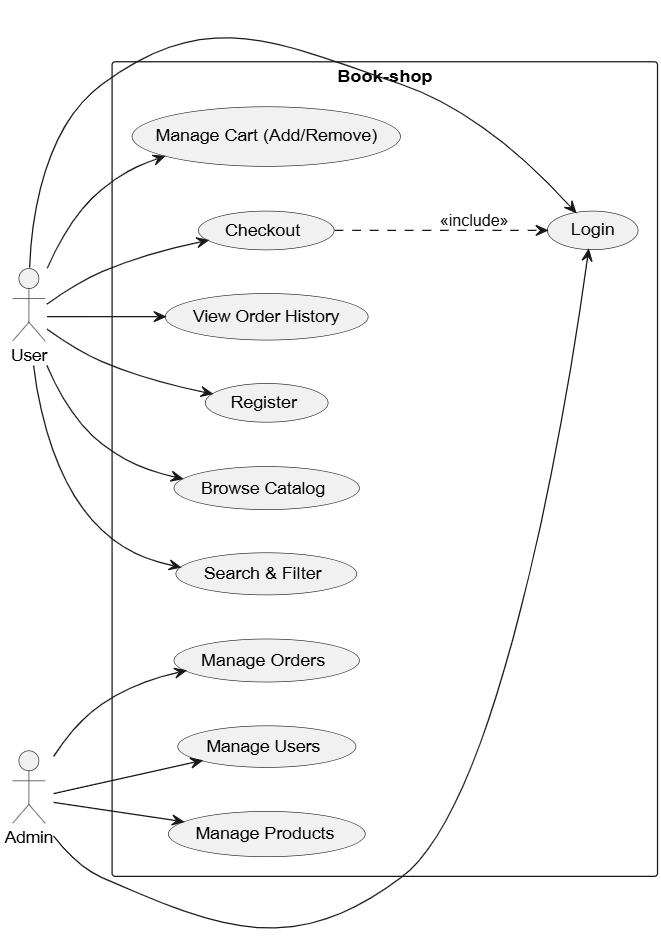 Book-shop
Manage Cart (Add/Remove)
Checkout
«include»
Login
View Order History
User
Register
Browse Catalog
Search & Filter
Manage Orders
Manage Users
Admin
Manage Products